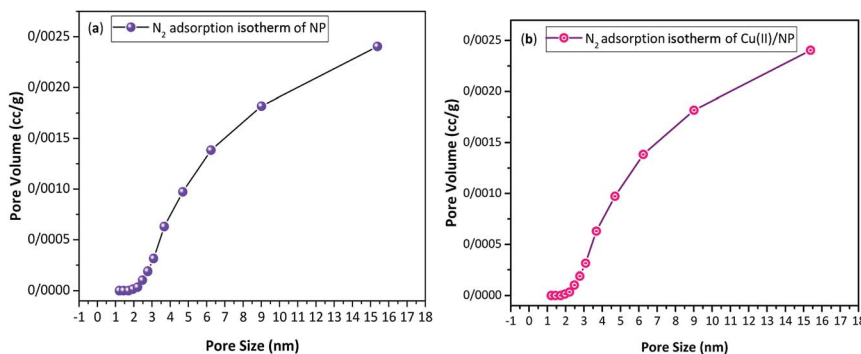 (a) N₂ adsorption isotherm of NP
0/0025
0/0020
0/0015
0/0010
0/0005
0/0000
Pore Volume (cc/g)
-1 0 1 2 3 4 5 6 7 8 9 10 11 12 13 14 15 16 17 18
Pore Size (nm)
(b) N₂ adsorption isotherm of Cu(II)/NP
0/0025
0/0020
0/0015
0/0010
0/0005
0/0000
Pore Volume (cc/g)
-1 0 1 2 3 4 5 6 7 8 9 10 11 12 13 14 15 16 17 18
Pore Size (nm)